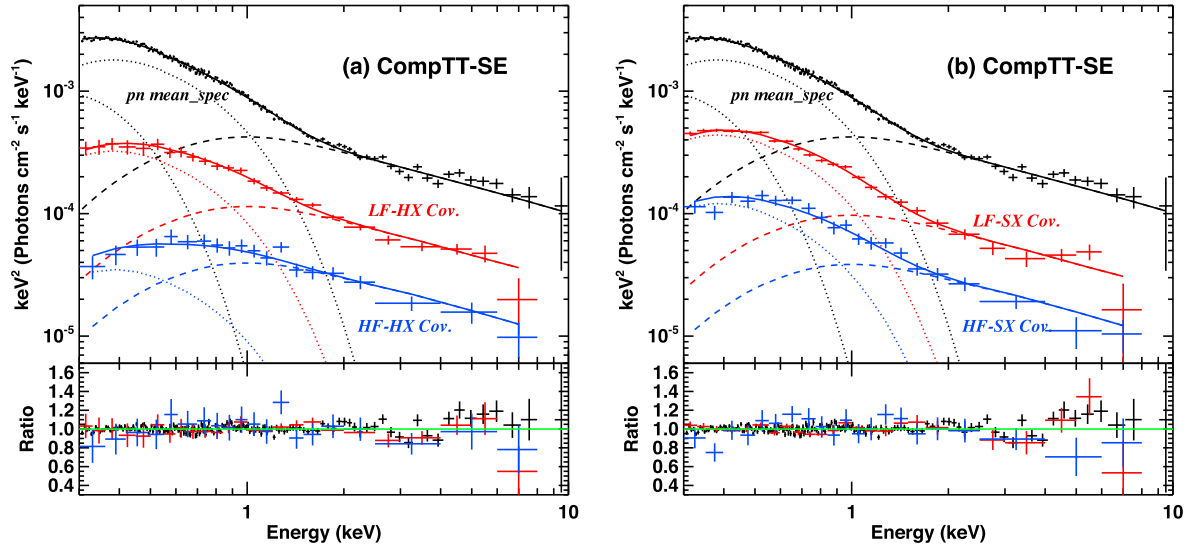 (a) CompTT-SE
pn mean_spec
LF-HX Cov.
HF-HX Cov.
keV² (Photons cm⁻² s⁻¹ keV⁻¹)
10⁻³
10⁻⁴
10⁻⁵
Ratio
1.6
1.4
1.2
1.0
0.8
0.6
0.4
1
10
Energy (keV)
(b) CompTT-SE
pn mean_spec
LF-SX Cov.
HF-SX Cov.
keV² (Photons cm⁻² s⁻¹ keV⁻¹)
10⁻³
10⁻⁴
10⁻⁵
Ratio
1.6
1.4
1.2
1.0
0.8
0.6
0.4
1
10
Energy (keV)